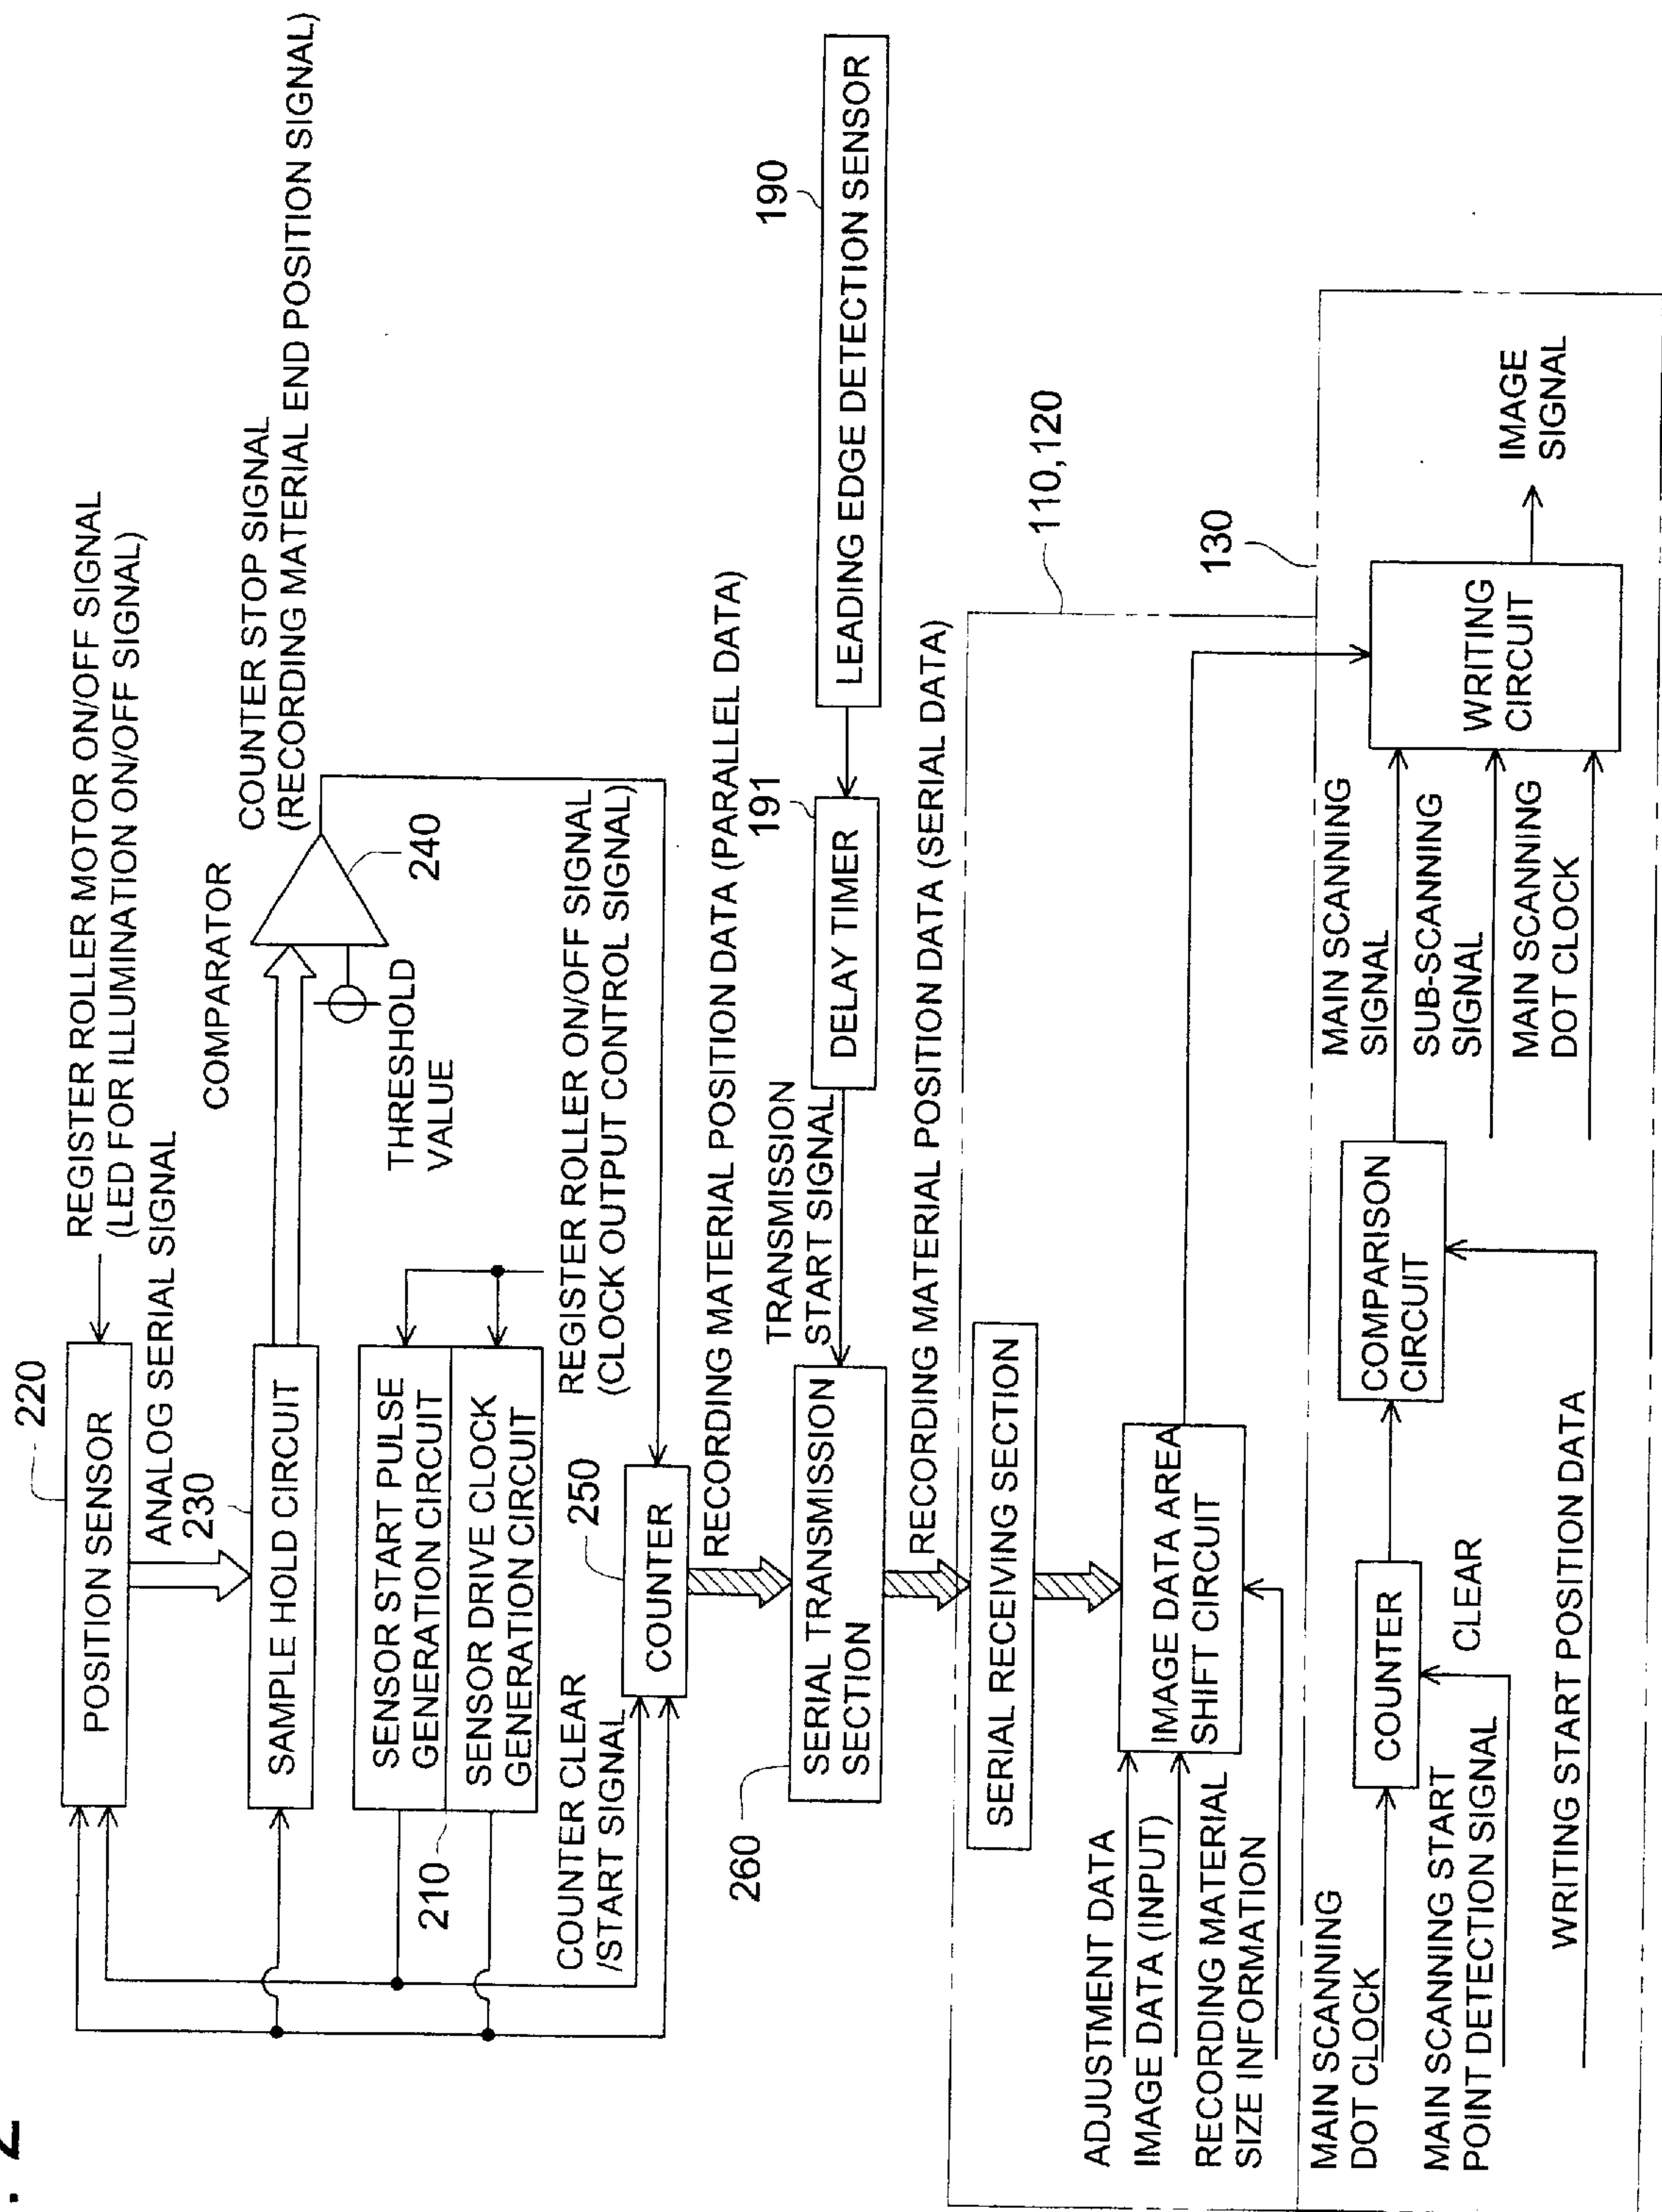 . 2
220
POSITION SENSOR
REGISTER ROLLER MOTOR ON/OFF SIGNAL
(LED FOR ILLUMINATION ON/OFF SIGNAL)
ANALOG SERIAL SIGNAL
230
SAMPLE HOLD CIRCUIT
COMPARATOR
COUNTER STOP SIGNAL
(RECORDING MATERIAL END POSITION SIGNAL)
240
THRESHOLD
VALUE
SENSOR START PULSE
GENERATION CIRCUIT
SENSOR DRIVE CLOCK
GENERATION CIRCUIT
210
REGISTER ROLLER ON/OFF SIGNAL
(CLOCK OUTPUT CONTROL SIGNAL)
COUNTER CLEAR
/START SIGNAL
250
COUNTER
RECORDING MATERIAL POSITION DATA (PARALLEL DATA)
260
SERIAL TRANSMISSION
SECTION
TRANSMISSION
START SIGNAL
191
DELAY TIMER
190
LEADING EDGE DETECTION SENSOR
RECORDING MATERIAL POSITION DATA (SERIAL DATA)
110,120
SERIAL RECEIVING SECTION
ADJUSTMENT DATA
IMAGE DATA (INPUT)
RECORDING MATERIAL
SIZE INFORMATION
IMAGE DATA AREA
SHIFT CIRCUIT
130
MAIN SCANNING
DOT CLOCK
MAIN SCANNING START
POINT DETECTION SIGNAL
COUNTER
CLEAR
COMPARISON
CIRCUIT
WRITING START POSITION DATA
MAIN SCANNING
SIGNAL
SUB-SCANNING
SIGNAL
MAIN SCANNING
DOT CLOCK
WRITING
CIRCUIT
IMAGE
SIGNAL